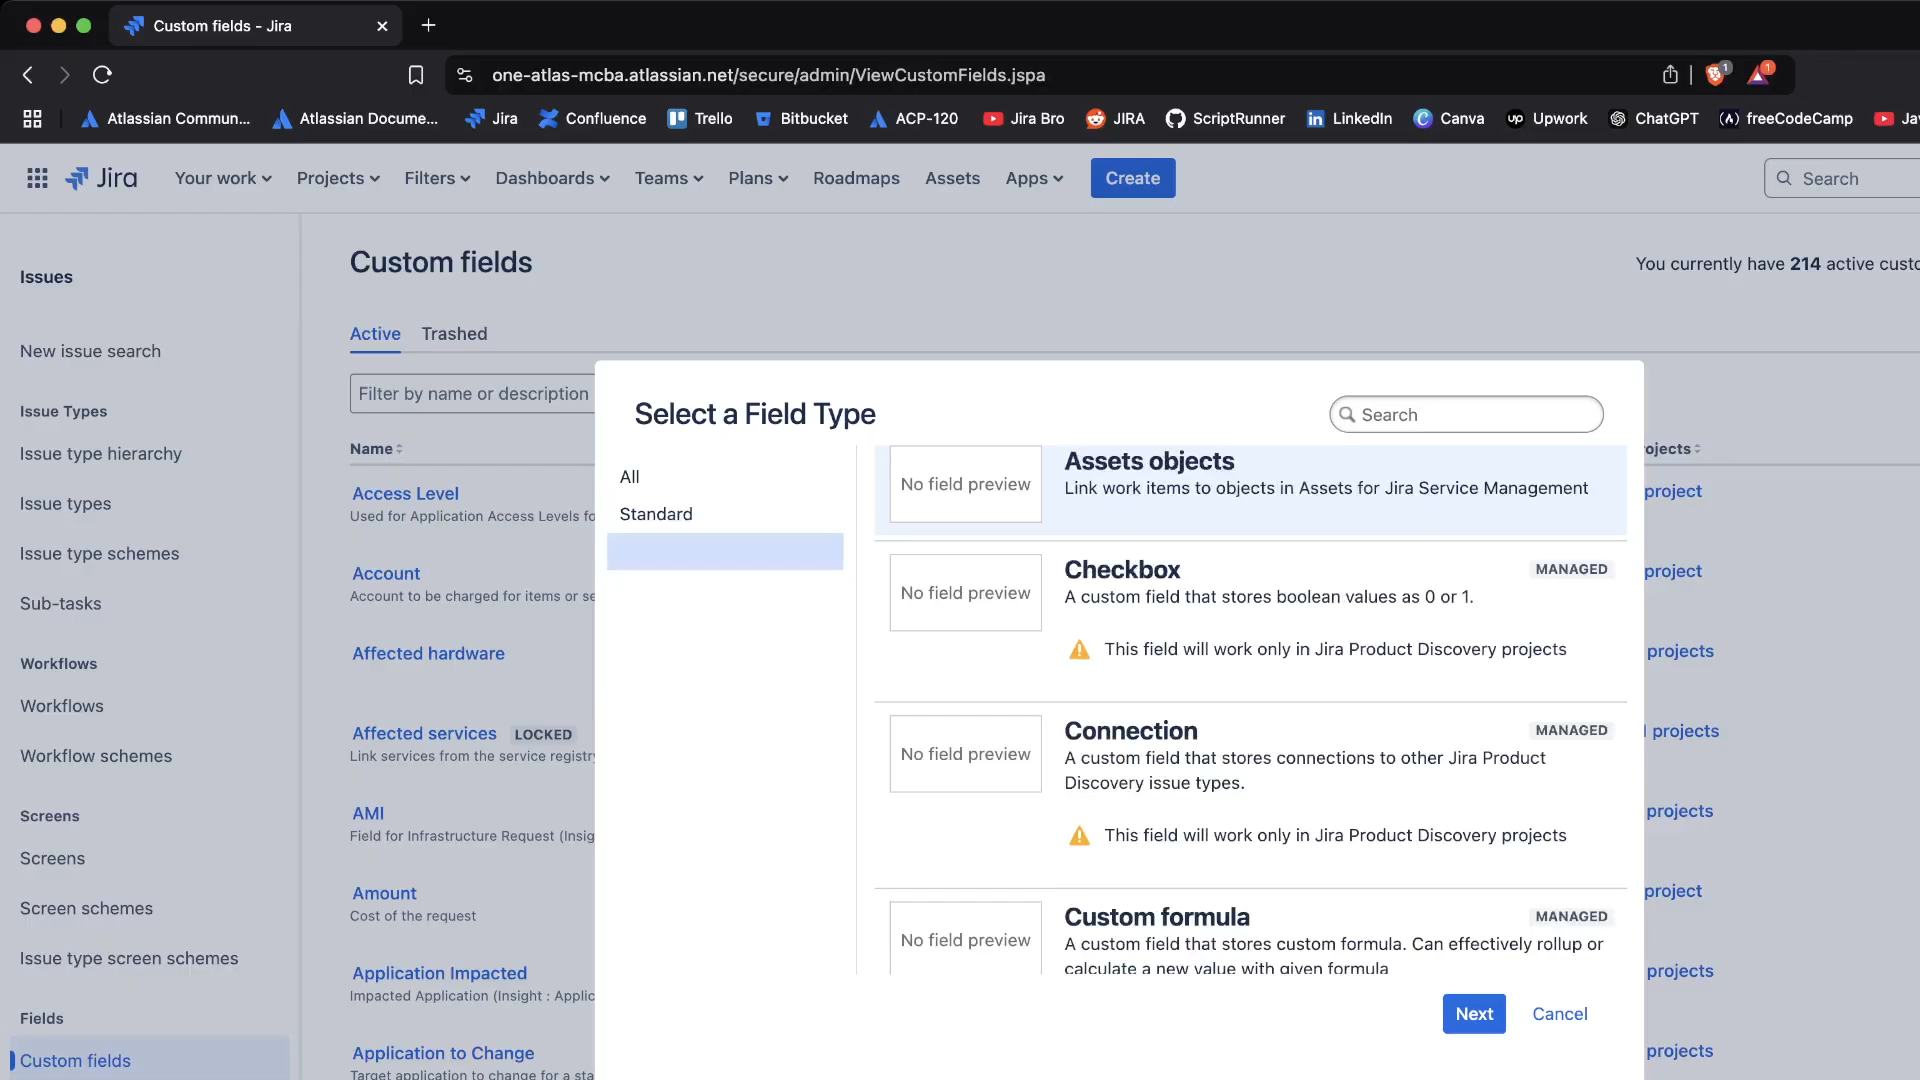 Custom fields - Jira
one-atlas-mcba.atlassian.net/secure/admin/ViewCustomFields.jspa
1
1
Atlassian Commun...
Atlassian Docume...
Jira
Confluence
Trello
Bitbucket
ACP-120
Jira Bro
JIRA
ScriptRunner
LinkedIn
Canva
Upwork
ChatGPT
freeCodeCamp
Jav
Jira
Your work
Projects
Filters
Dashboards
Teams
Plans
Roadmaps
Assets
Apps
Create
Search
Issues
New issue search
Issue Types
Issue type hierarchy
Issue types
Issue type schemes
Sub-tasks
Workflows
Workflows
Workflow schemes
Screens
Screens
Screen schemes
Issue type screen schemes
Fields
Custom fields
Custom fields
You currently have 214 active custo
Active
Trashed
Filter by name or description
Name
ojects
Access Level
Used for Application Access Levels fo
project
Account
Account to be charged for items or se
project
Affected hardware
projects
Affected services LOCKED
Link services from the service registry
projects
AMI
Field for Infrastructure Request (Insig
projects
Amount
Cost of the request
project
Application Impacted
Impacted Application (Insight : Applic
projects
Application to Change
Target application to change for a sta
projects
Select a Field Type
Search
All
Standard
No field preview
Assets objects
Link work items to objects in Assets for Jira Service Management
No field preview
Checkbox
MANAGED
A custom field that stores boolean values as 0 or 1.
This field will work only in Jira Product Discovery projects
No field preview
Connection
MANAGED
A custom field that stores connections to other Jira Product
Discovery issue types.
This field will work only in Jira Product Discovery projects
No field preview
Custom formula
MANAGED
A custom field that stores custom formula. Can effectively rollup or
calculate a new value with given formula
Next
Cancel